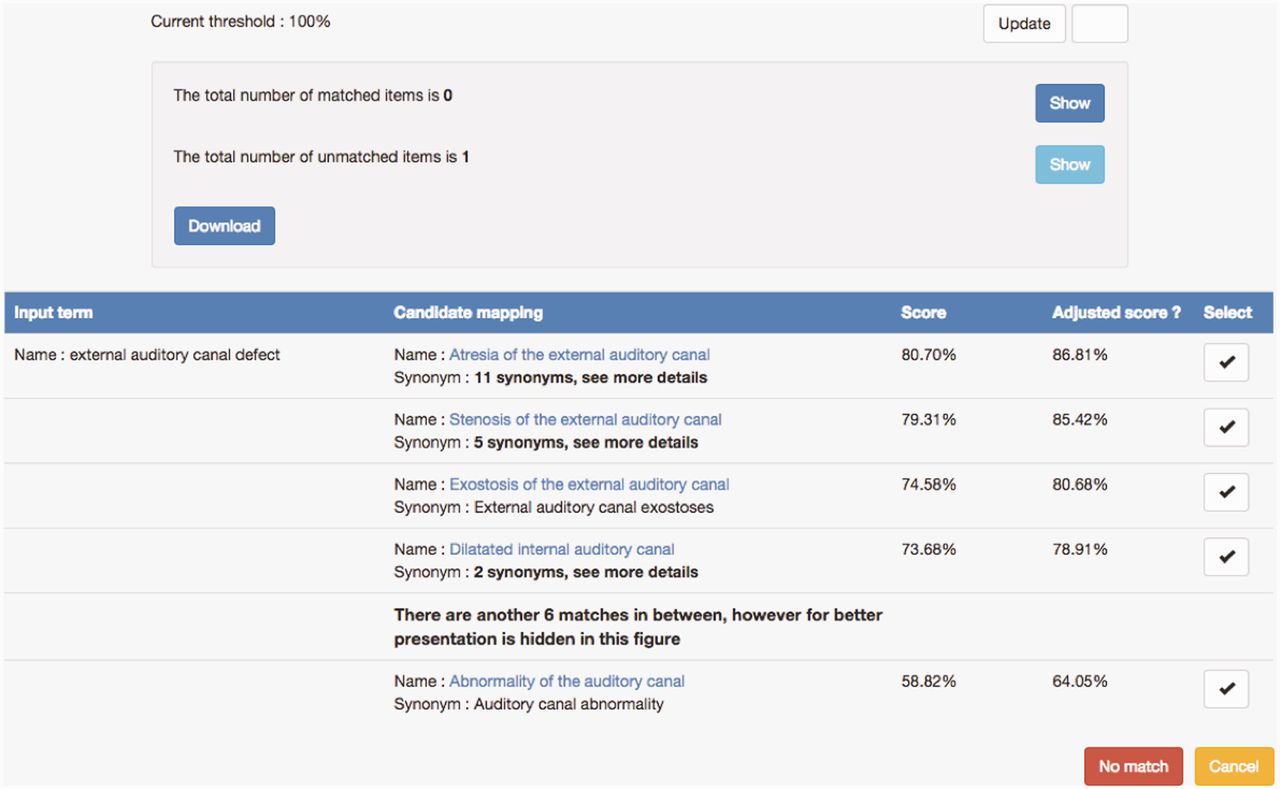 Current threshold : 100%
Update
The total number of matched items is 0
Show
The total number of unmatched items is 1
Show
Download
Input term Candidate mapping Score Adjusted score ? Select
Name : external auditory canal defect Name : Atresia of the external auditory canal 80.70% 86.81%
Synonym : 11 synonyms, see more details
Name : Stenosis of the external auditory canal 79.31% 85.42%
Synonym : 5 synonyms, see more details
Name : Exostosis of the external auditory canal 74.58% 80.68%
Synonym : External auditory canal exostoses
Name : Dilatated internal auditory canal 73.68% 78.91%
Synonym : 2 synonyms, see more details
There are another 6 matches in between, however for better
presentation is hidden in this figure
Name : Abnormality of the auditory canal 58.82% 64.05%
Synonym : Auditory canal abnormality
No match Cancel